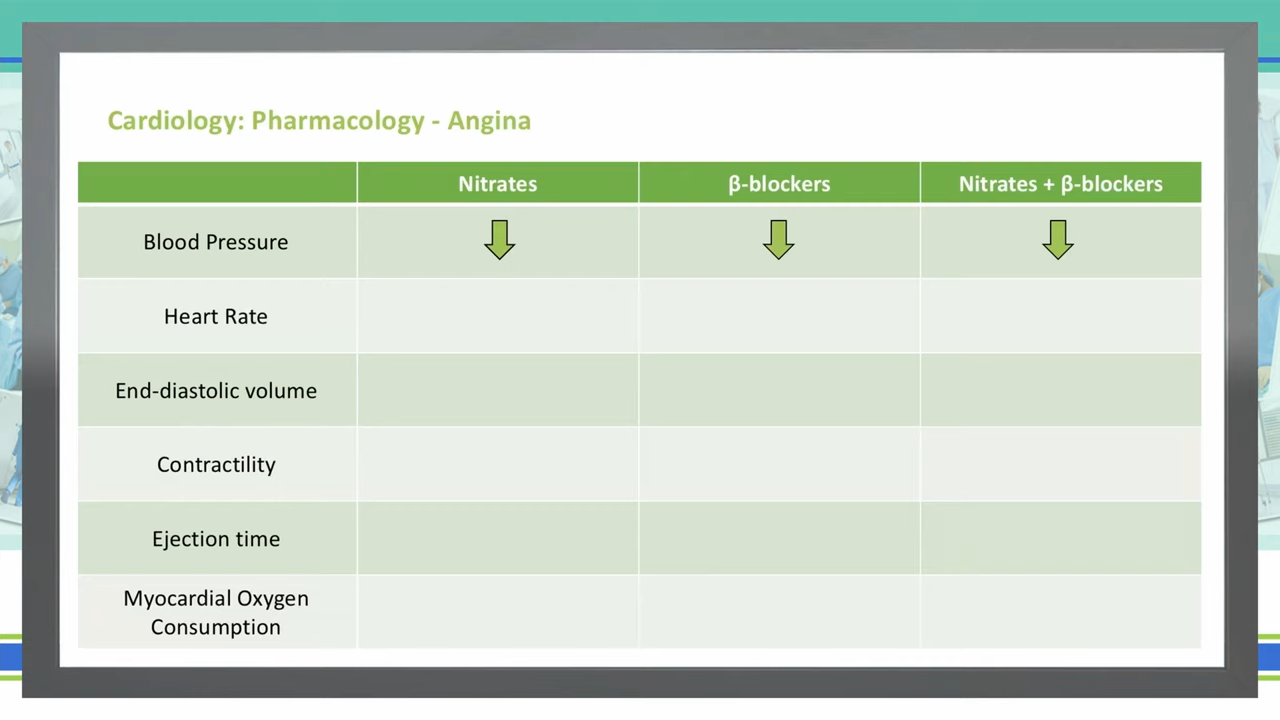 Cardiology: Pharmacology - Angina
Nitrates
β-blockers
Nitrates + β-blockers
Blood Pressure
Heart Rate
End-diastolic volume
Contractility
Ejection time
Myocardial Oxygen
Consumption